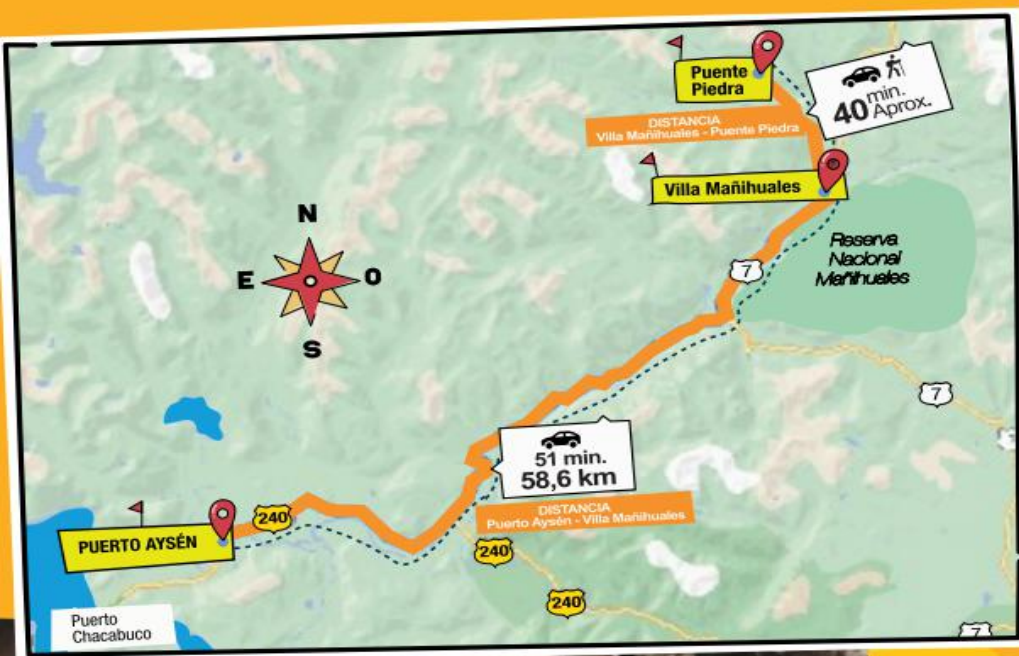 Puente
Piedra
40 min.
Aprox.
DISTANCIA
Villa Mañihuales - Puente Piedra
Villa Mañihuales
Reserva
Nacional
Mañihuales
N
E
O
S
7
7
51 min.
58,6 km
DISTANCIA
Puerto Aysén - Villa Mañihuales
240
PUERTO AYSÉN
240
240
Puerto
Chacabuco
7